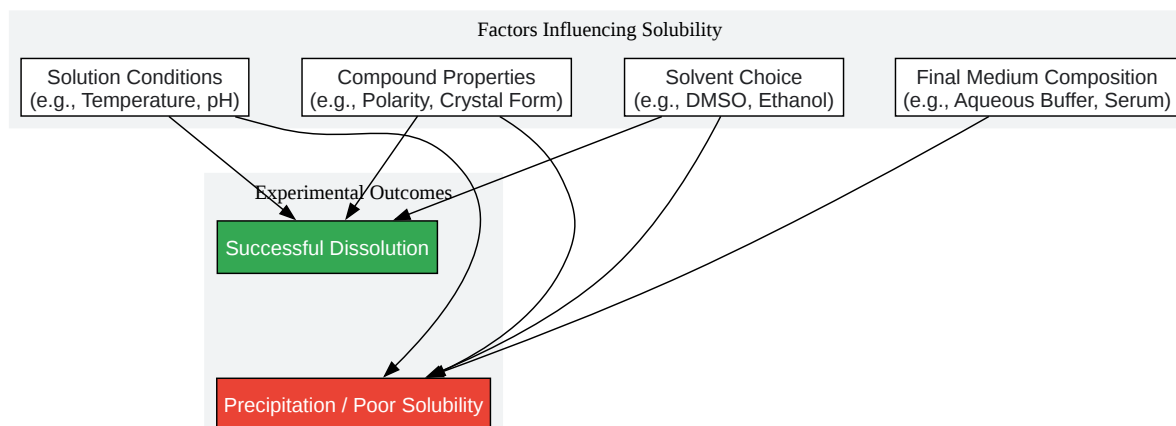 Factors Influencing Solubility
Solution Conditions
(e.g., Temperature, pH)
Compound Properties
(e.g., Polarity, Crystal Form)
Solvent Choice
(e.g., DMSO, Ethanol)
Final Medium Composition
(e.g., Aqueous Buffer, Serum)
Experimental Outcomes
Successful Dissolution
Precipitation / Poor Solubility